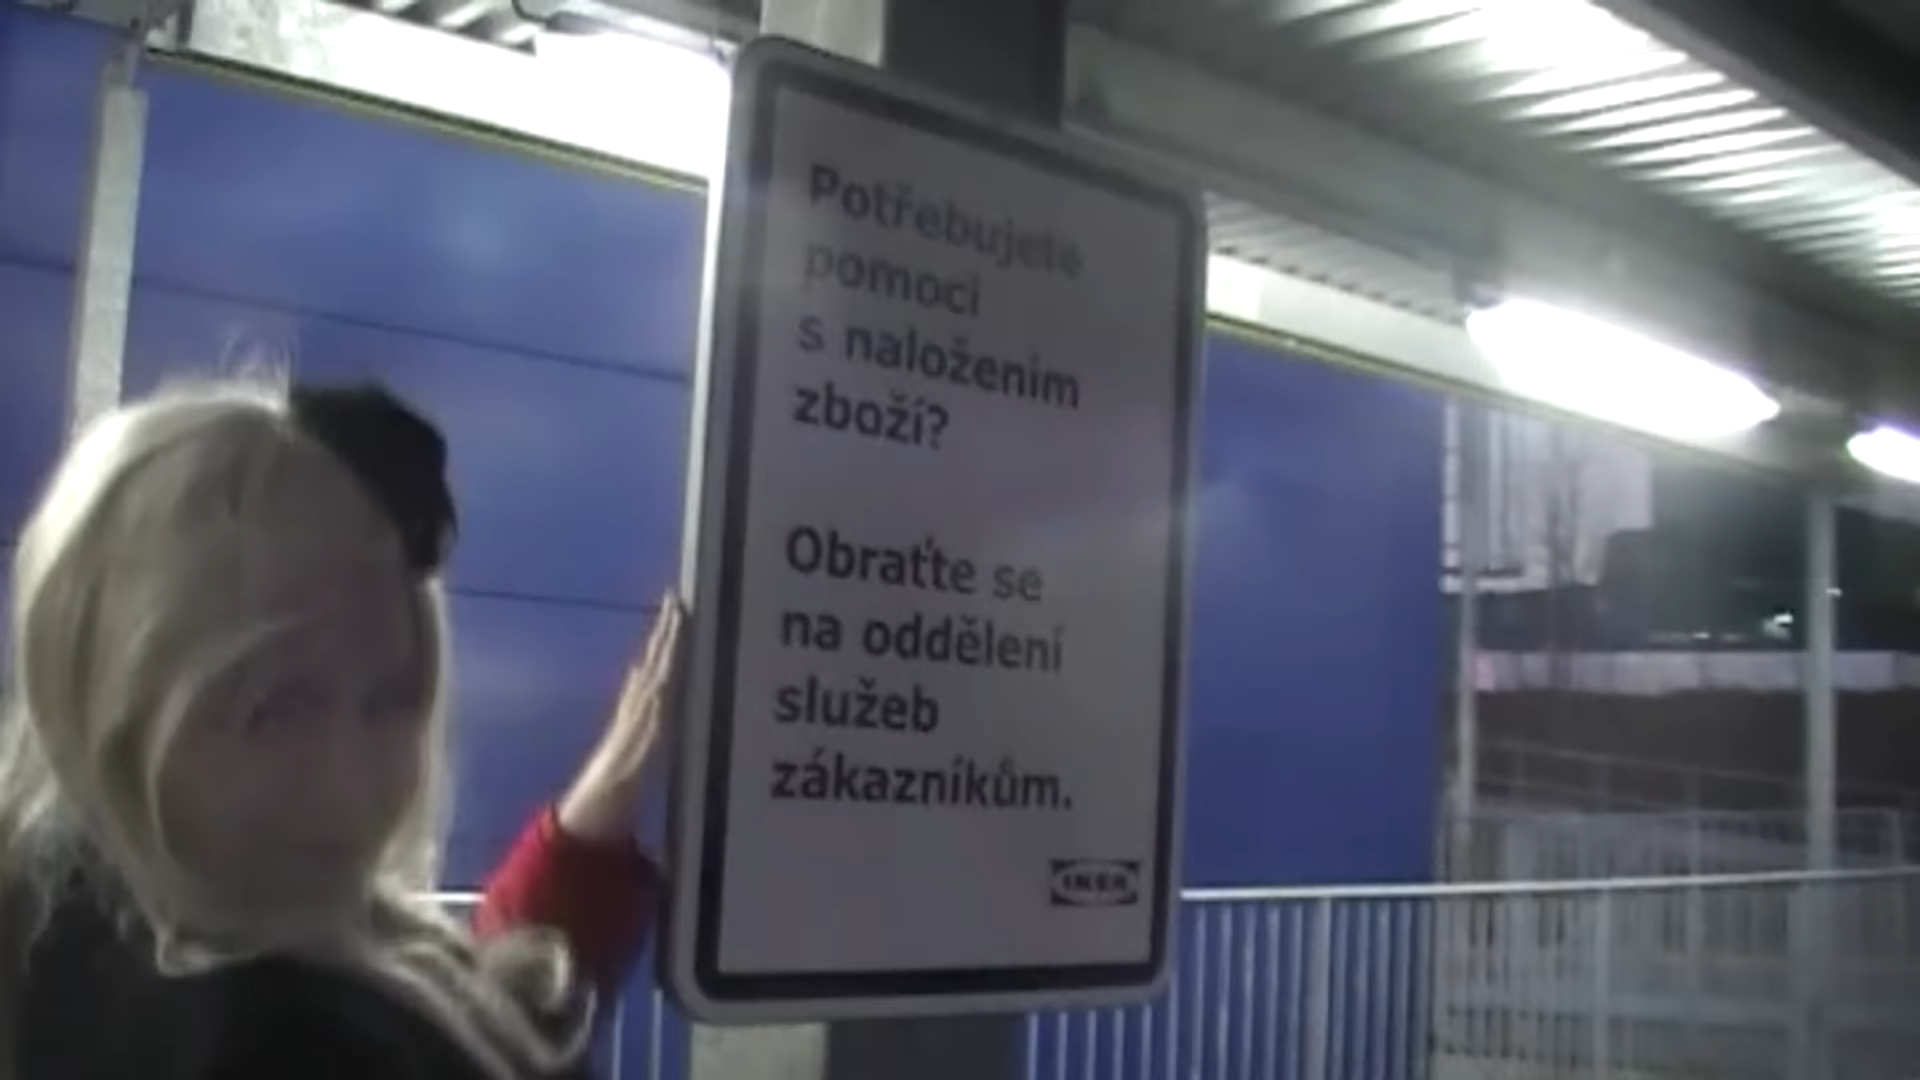 Potřebujete
pomoci
s naložením
zboží?
Obraťte se
na oddělení
služeb
zákazníkům.
IKEA